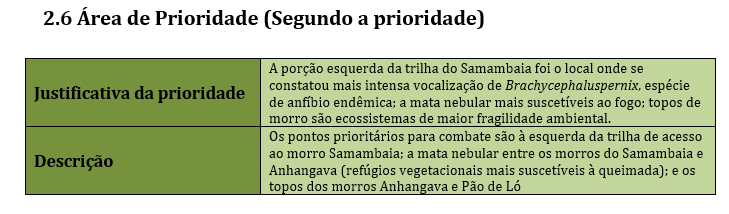 2.6 Área de Prioridade (Segundo a prioridade)
Justificativa da prioridade
A porção esquerda da trilha do Samambaia foi o local onde se
constatou mais intensa vocalização de Brachycephaluspernix, espécie
de anfíbio endêmica; a mata nebular mais suscetíveis ao fogo; topos de
morro são ecossistemas de maior fragilidade ambiental.
Descrição
Os pontos prioritários para combate são à esquerda da trilha de acesso
ao morro Samambaia; a mata nebular entre os morros do Samambaia e
Anhangava (refúgios vegetacionais mais suscetíveis à queimada); e os
topos dos morros Anhangava e Pão de Ló